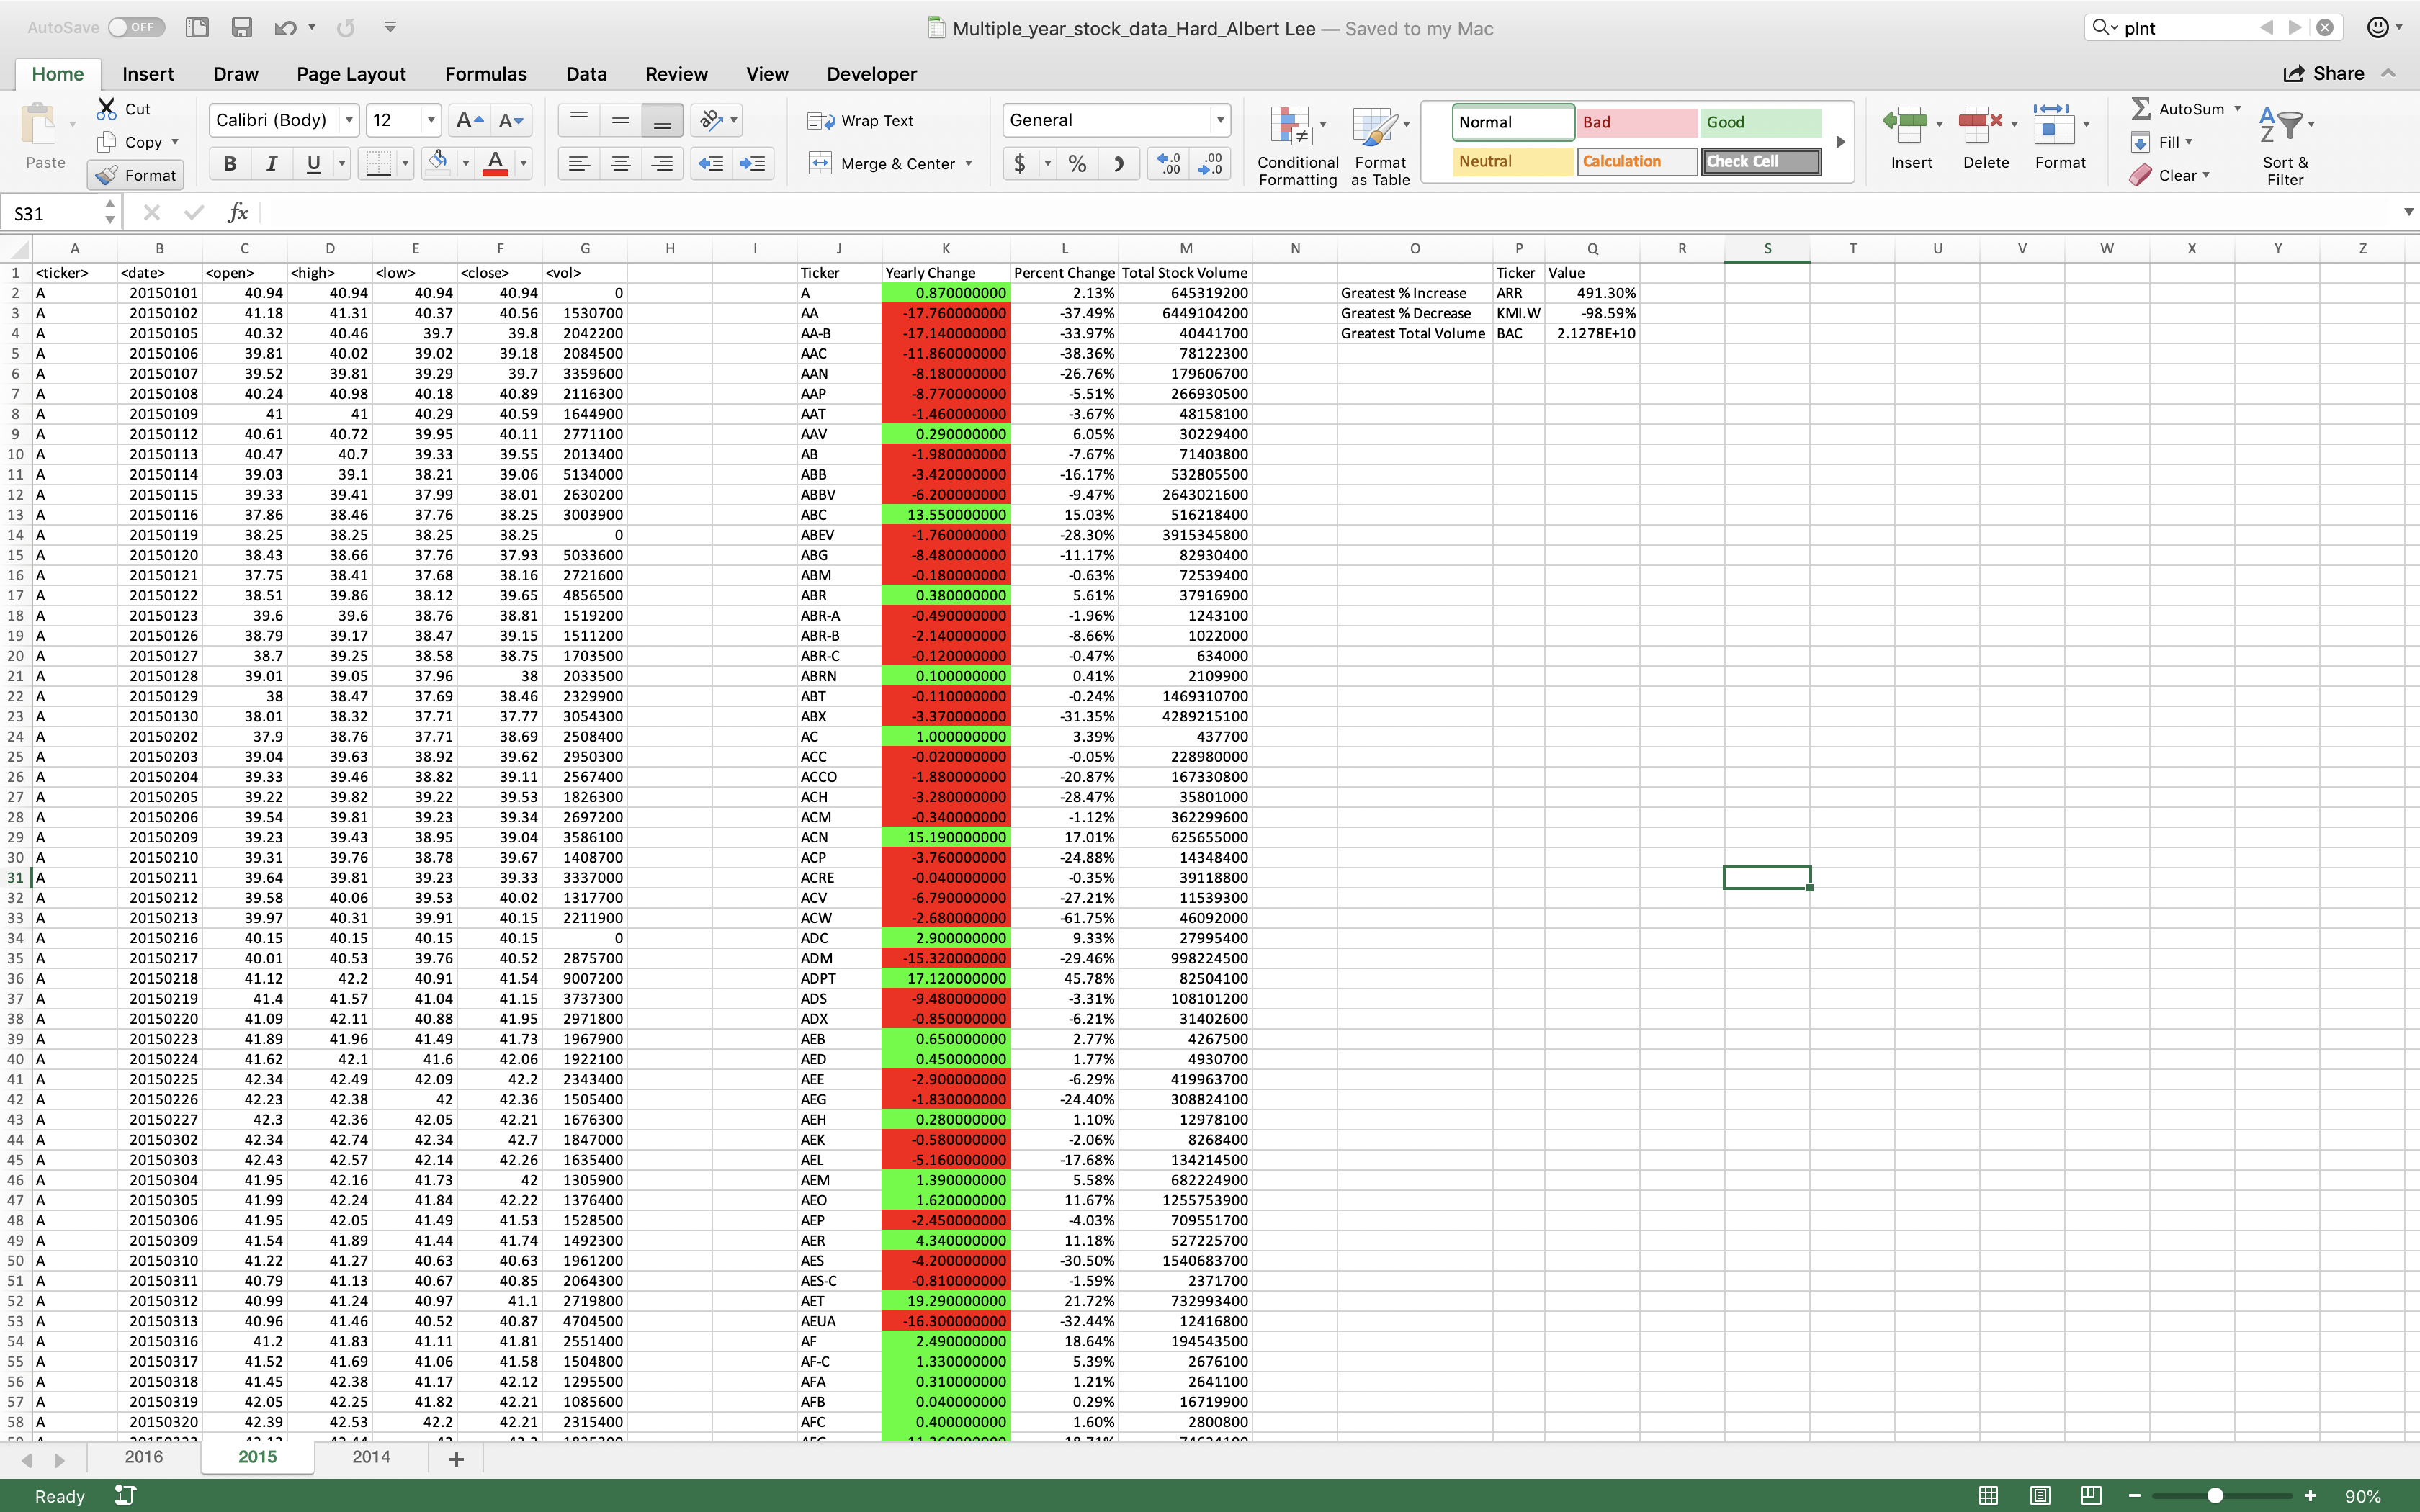 AutoSave OFF Multiple_year_stock_data_Hard_Albert Lee — Saved to my Mac plnt
Home Insert Draw Page Layout Formulas Data Review View Developer Share
Paste Cut Copy Format Calibri (Body) 12 Wrap Text Merge & Center General Conditional Formatting Format as Table Normal Bad Good Neutral Calculation Check Cell Insert Delete Format AutoSum Fill Clear Sort & Filter
S31 fx
A B C D E F G H I J K L M N O P Q R S T U V W X Y Z
1 <ticker> <date> <open> <high> <low> <close> <vol> Ticker Yearly Change Percent Change Total Stock Volume Ticker Value
2 A 20150101 40.94 40.94 40.94 40.94 0 A 0.870000000 2.13% 645319200 Greatest % Increase ARR 491.30%
3 A 20150102 41.18 41.31 40.37 40.56 1530700 AA -17.760000000 -37.49% 6449104200 Greatest % Decrease KMI.W -98.59%
4 A 20150105 40.32 40.46 39.7 39.8 2042200 AA-B -17.140000000 -33.97% 40441700 Greatest Total Volume BAC 2.1278E+10
5 A 20150106 39.81 40.02 39.02 39.18 2084500 AAC -11.860000000 -38.36% 78122300
6 A 20150107 39.52 39.81 39.29 39.7 3359600 AAN -8.180000000 -26.76% 179606700
7 A 20150108 40.24 40.98 40.18 40.89 2116300 AAP -8.770000000 -5.51% 266930500
8 A 20150109 41 41 40.29 40.59 1644900 AAT -1.460000000 -3.67% 48158100
9 A 20150112 40.61 40.72 39.95 40.11 2771100 AAV 0.290000000 6.05% 30229400
10 A 20150113 40.47 40.7 39.33 39.55 2013400 AB -1.980000000 -7.67% 71403800
11 A 20150114 39.03 39.1 38.21 39.06 5134000 ABB -3.420000000 -16.17% 532805500
12 A 20150115 39.33 39.41 37.99 38.01 2630200 ABBV -6.200000000 -9.47% 2643021600
13 A 20150116 37.86 38.46 37.76 38.25 3003900 ABC 13.550000000 15.03% 516218400
14 A 20150119 38.25 38.25 38.25 38.25 0 ABEV -1.760000000 -28.30% 3915345800
15 A 20150120 38.43 38.66 37.76 37.93 5033600 ABG -8.480000000 -11.17% 82930400
16 A 20150121 37.75 38.41 37.68 38.16 2721600 ABM -0.180000000 -0.63% 72539400
17 A 20150122 38.51 39.86 38.12 39.65 4856500 ABR 0.380000000 5.61% 37916900
18 A 20150123 39.6 39.6 38.76 38.81 1519200 ABR-A -0.490000000 -1.96% 1243100
19 A 20150126 38.79 39.17 38.47 39.15 1511200 ABR-B -2.140000000 -8.66% 1022000
20 A 20150127 38.7 39.25 38.58 38.75 1703500 ABR-C -0.120000000 -0.47% 634000
21 A 20150128 39.01 39.05 37.96 38 2033500 ABRN 0.100000000 0.41% 2109900
22 A 20150129 38 38.47 37.69 38.46 2329900 ABT -0.110000000 -0.24% 1469310700
23 A 20150130 38.01 38.32 37.71 37.77 3054300 ABX -3.370000000 -31.35% 4289215100
24 A 20150202 37.9 38.76 37.71 38.69 2508400 AC 1.000000000 3.39% 437700
25 A 20150203 39.04 39.63 38.92 39.62 2950300 ACC -0.020000000 -0.05% 228980000
26 A 20150204 39.33 39.46 38.82 39.11 2567400 ACCO -1.880000000 -20.87% 167330800
27 A 20150205 39.22 39.82 39.22 39.53 1826300 ACH -3.280000000 -28.47% 35801000
28 A 20150206 39.54 39.81 39.23 39.34 2697200 ACM -0.340000000 -1.12% 362299600
29 A 20150209 39.23 39.43 38.95 39.04 3586100 ACN 15.190000000 17.01% 625655000
30 A 20150210 39.31 39.76 38.78 39.67 1408700 ACP -3.760000000 -24.88% 14348400
31 A 20150211 39.64 39.81 39.23 39.33 3337000 ACRE -0.040000000 -0.35% 39118800
32 A 20150212 39.58 40.06 39.53 40.02 1317700 ACV -6.790000000 -27.21% 11539300
33 A 20150213 39.97 40.31 39.91 40.15 2211900 ACW -2.680000000 -61.75% 46092000
34 A 20150216 40.15 40.15 40.15 40.15 0 ADC 2.900000000 9.33% 27995400
35 A 20150217 40.01 40.53 39.76 40.52 2875700 ADM -15.320000000 -29.46% 998224500
36 A 20150218 41.12 42.2 40.91 41.54 9007200 ADPT 17.120000000 45.78% 82504100
37 A 20150219 41.4 41.57 41.04 41.15 3737300 ADS -9.480000000 -3.31% 108101200
38 A 20150220 41.09 42.11 40.88 41.95 2971800 ADX -0.850000000 -6.21% 31402600
39 A 20150223 41.89 41.96 41.49 41.73 1967900 AEB 0.650000000 2.77% 4267500
40 A 20150224 41.62 42.1 41.6 42.06 1922100 AED 0.450000000 1.77% 4930700
41 A 20150225 42.34 42.49 42.09 42.2 2343400 AEE -2.900000000 -6.29% 419963700
42 A 20150226 42.23 42.38 42 42.36 1505400 AEG -1.830000000 -24.40% 308824100
43 A 20150227 42.3 42.36 42.05 42.21 1676300 AEH 0.280000000 1.10% 12978100
44 A 20150302 42.34 42.74 42.34 42.7 1847000 AEK -0.580000000 -2.06% 8268400
45 A 20150303 42.43 42.57 42.14 42.26 1635400 AEL -5.160000000 -17.68% 134214500
46 A 20150304 41.95 42.16 41.73 42 1305900 AEM 1.390000000 5.58% 682224900
47 A 20150305 41.99 42.24 41.84 42.22 1376400 AEO 1.620000000 11.67% 1255753900
48 A 20150306 41.95 42.05 41.49 41.53 1528500 AEP -2.450000000 -4.03% 709551700
49 A 20150309 41.54 41.89 41.44 41.74 1492300 AER 4.340000000 11.18% 527225700
50 A 20150310 41.22 41.27 40.63 40.63 1961200 AES -4.200000000 -30.50% 1540683700
51 A 20150311 40.79 41.13 40.67 40.85 2064300 AES-C -0.810000000 -1.59% 2371700
52 A 20150312 40.99 41.24 40.97 41.1 2719800 AET 19.290000000 21.72% 732993400
53 A 20150313 40.96 41.46 40.52 40.87 4704500 AEUA -16.300000000 -32.44% 12416800
54 A 20150316 41.2 41.83 41.11 41.81 2551400 AF 2.490000000 18.64% 194543500
55 A 20150317 41.52 41.69 41.06 41.58 1504800 AF-C 1.330000000 5.39% 2676100
56 A 20150318 41.45 42.38 41.17 42.12 1295500 AFA 0.310000000 1.21% 2641100
57 A 20150319 42.05 42.25 41.82 42.21 1085600 AFB 0.040000000 0.29% 16719900
58 A 20150320 42.39 42.53 42.2 42.21 2315400 AFC 0.400000000 1.60% 2800800
2016 2015 2014 +
Ready 90%